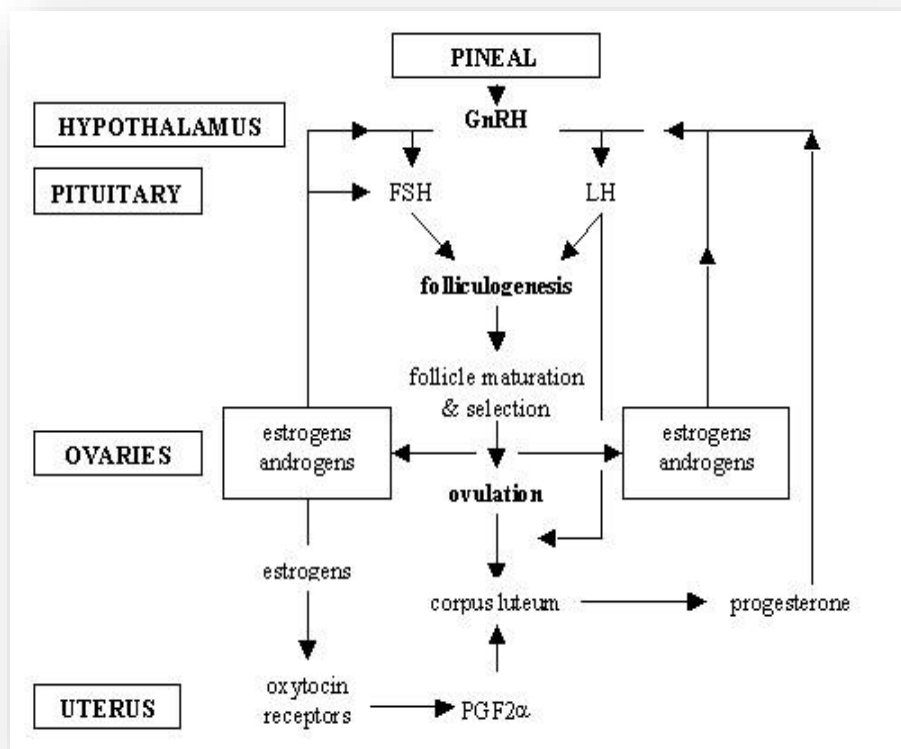 PINEAL
HYPOTHALAMUS
GnRH
PITUITARY
FSH
LH
folliculogenesis
follicle maturation
& selection
OVARIES
estrogens
androgens
estrogens
androgens
ovulation
estrogens
corpus luteum
progesterone
UTERUS
oxytocin
receptors
PGF2α